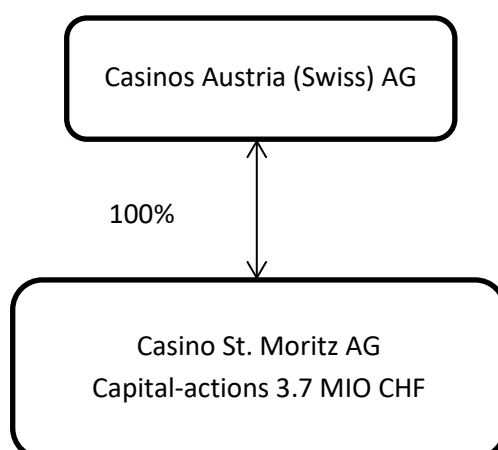 Casinos Austria (Swiss) AG
100%
Casino St. Moritz AG
Capital-actions 3.7 MIO CHF